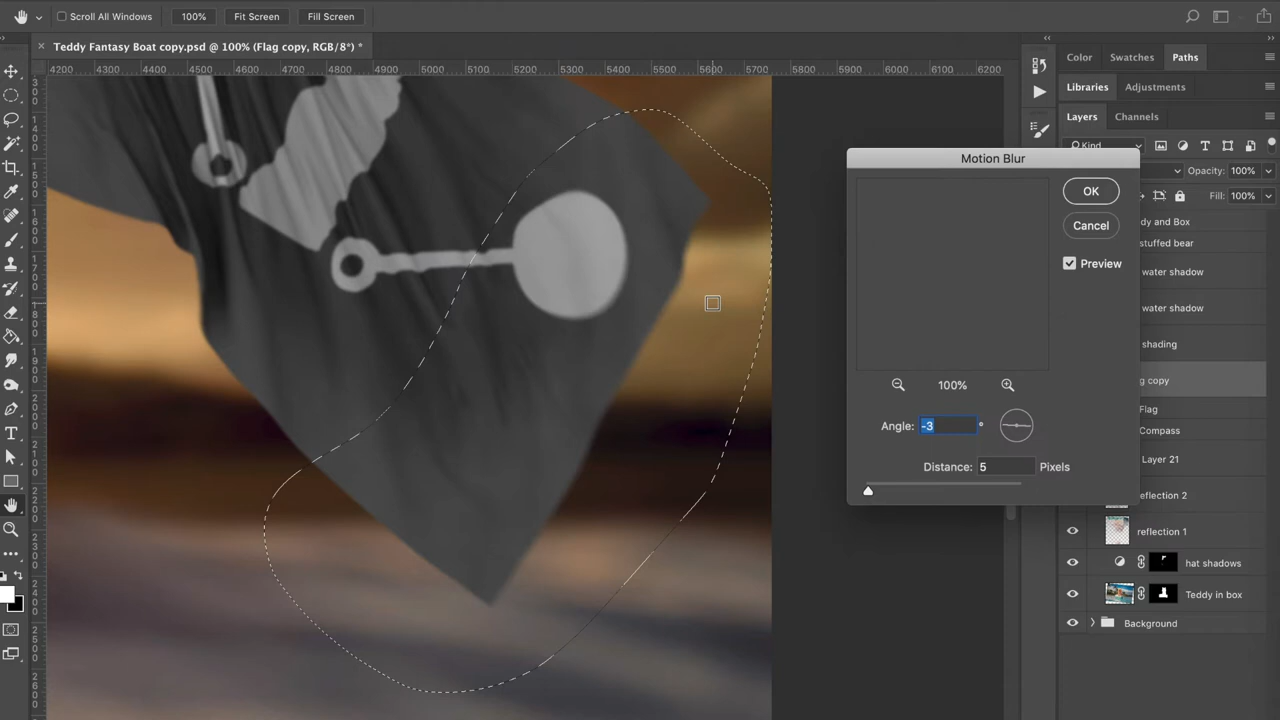 Scroll All Windows 100% Fit Screen Fill Screen
× Teddy Fantasy Boat copy.psd @ 100% (Flag copy, RGB/8*) *
4200 4300 4400 4500 4600 4700 4800 4900 5000 5100 5200 5300 5400 5500 5600 5700 5800 5900 6000 6100 6200
Color Swatches Paths
Libraries Adjustments
Layers Channels
Kind
Opacity: 100%
Fill: 100%
Motion Blur
OK
Cancel
Preview
100%
Angle: -3 °
Distance: 5 Pixels
dy and Box
stuffed bear
water shadow
water shadow
shading
g copy
Flag
Compass
Layer 21
eflection 2
reflection 1
hat shadows
Teddy in box
Background